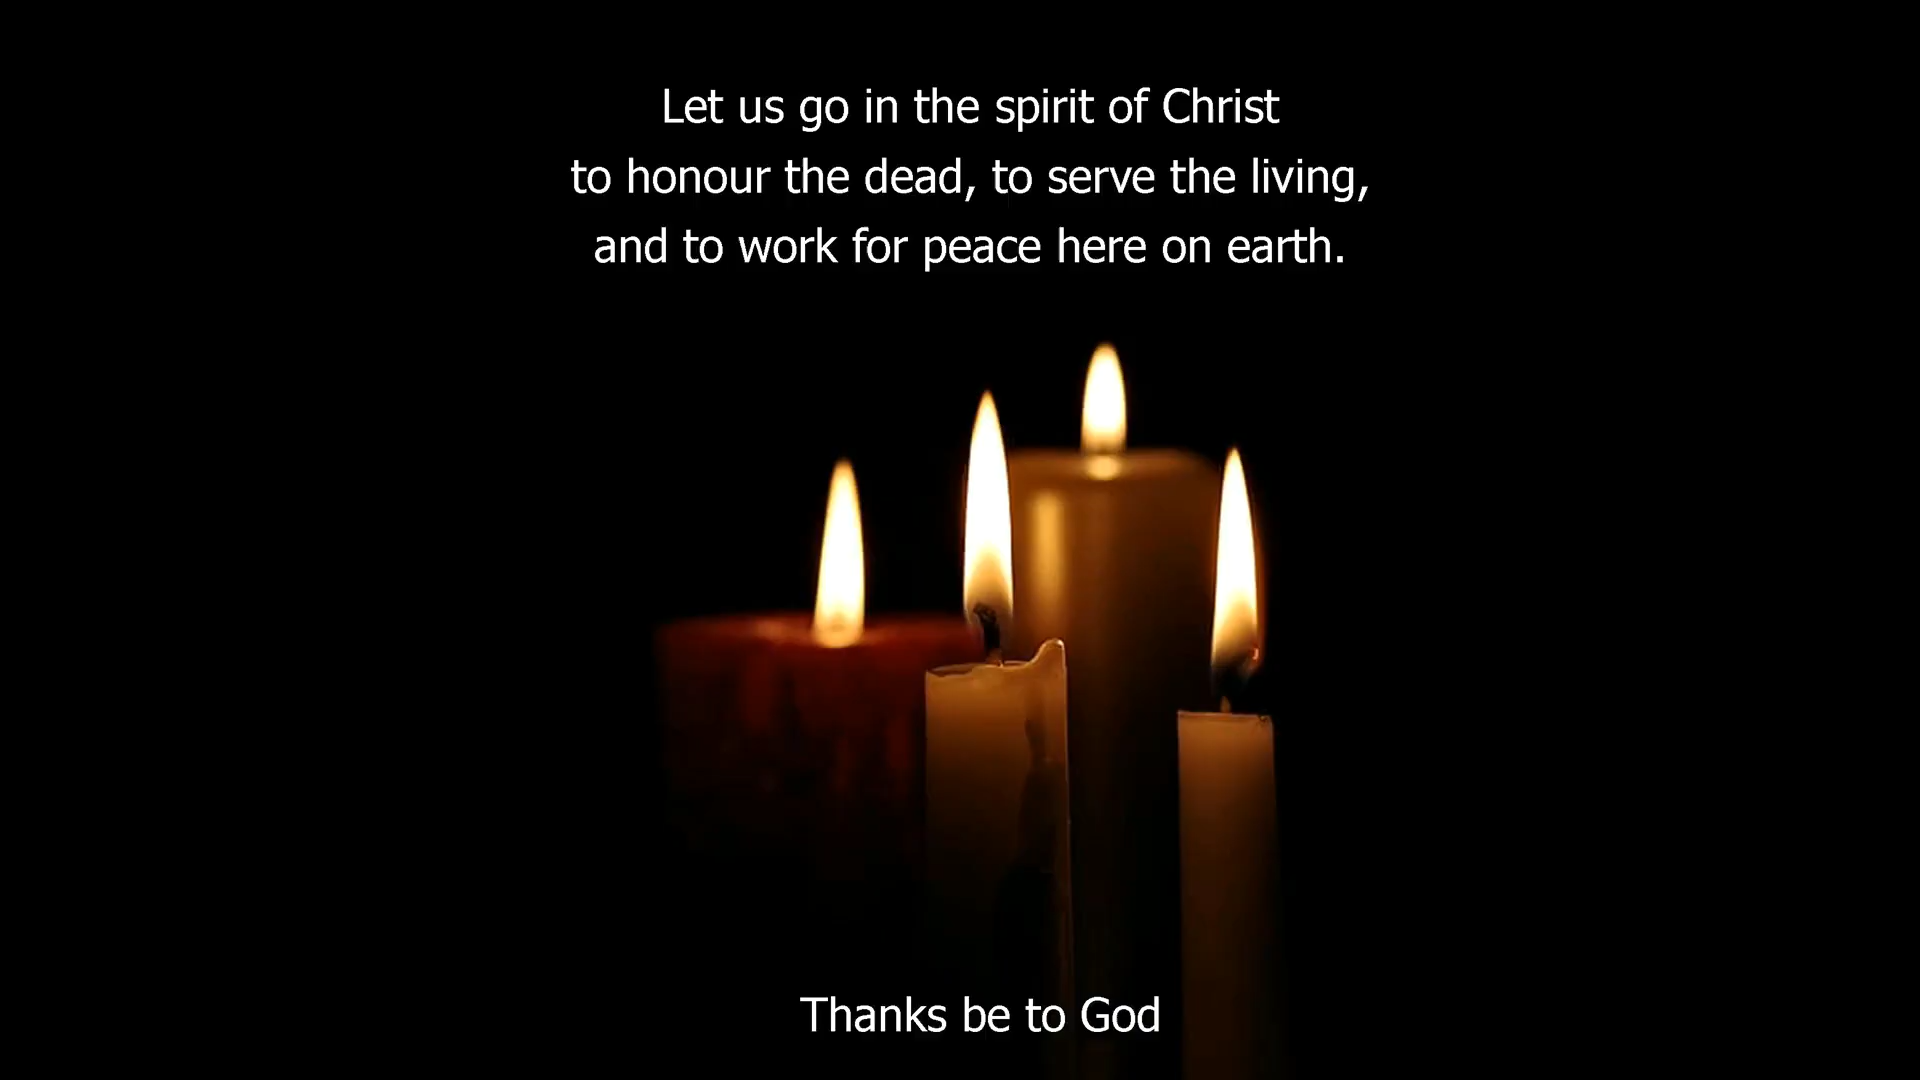 Let us go in the spirit of Christ
to honour the dead, to serve the living,
and to work for peace here on earth.
Thanks be to God